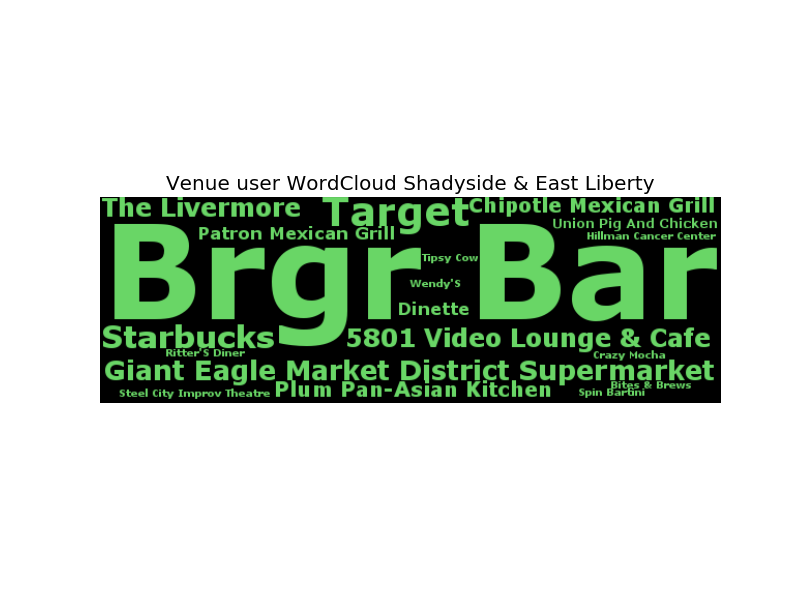 Venue user WordCloud Shadyside & East Liberty
The Livermore
Target
Chipotle Mexican Grill
Union Pig And Chicken
Patron Mexican Grill
Hillman Cancer Center
Brgr Bar
Tipsy Cow
Wendy'S
Dinette
Starbucks
5801 Video Lounge & Cafe
Ritter'S Diner
Crazy Mocha
Giant Eagle Market District Supermarket
Bites & Brews
Steel City Improv Theatre
Plum Pan-Asian Kitchen
Spin Bartini